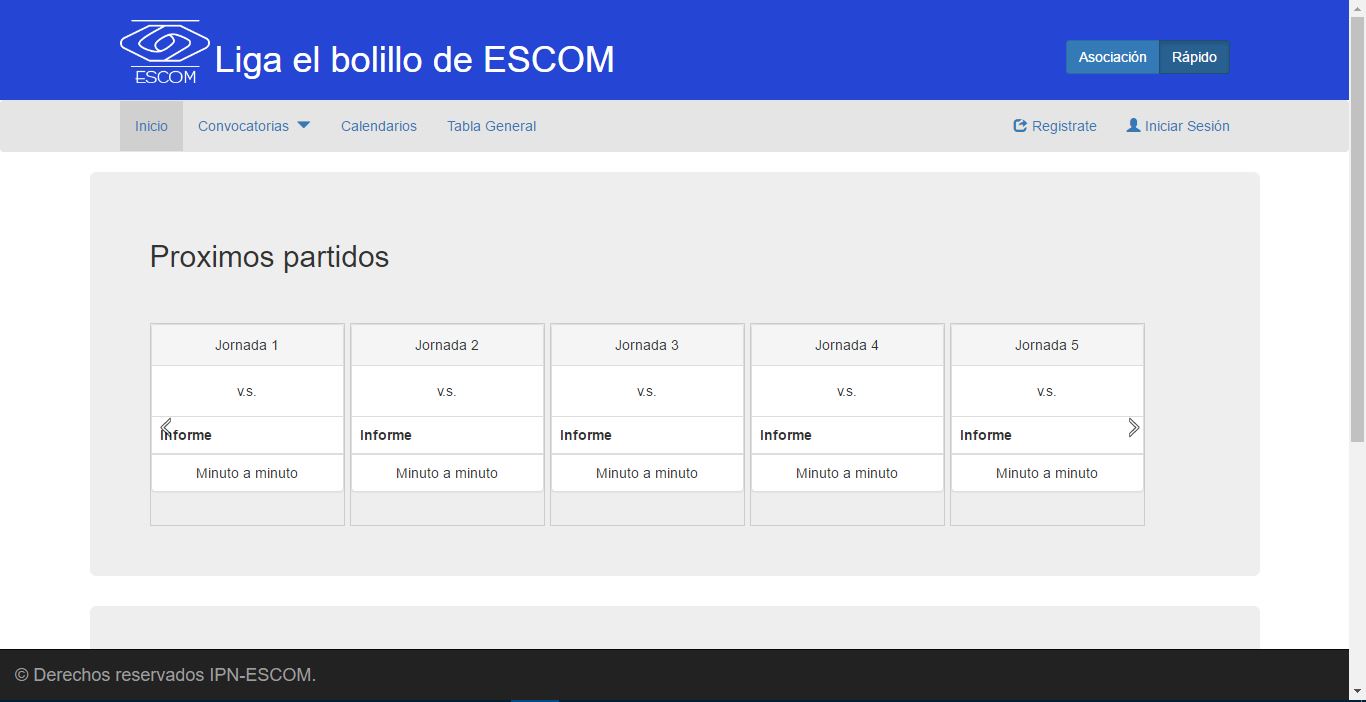 ESCOM
Liga el bolillo de ESCOM
Asociación Rápido
Inicio Convocatorias Calendarios Tabla General Registrate Iniciar Sesión
Proximos partidos
Jornada 1 Jornada 2 Jornada 3 Jornada 4 Jornada 5
v.s. v.s. v.s. v.s. v.s.
Informe Informe Informe Informe Informe
Minuto a minuto Minuto a minuto Minuto a minuto Minuto a minuto Minuto a minuto
© Derechos reservados IPN-ESCOM.